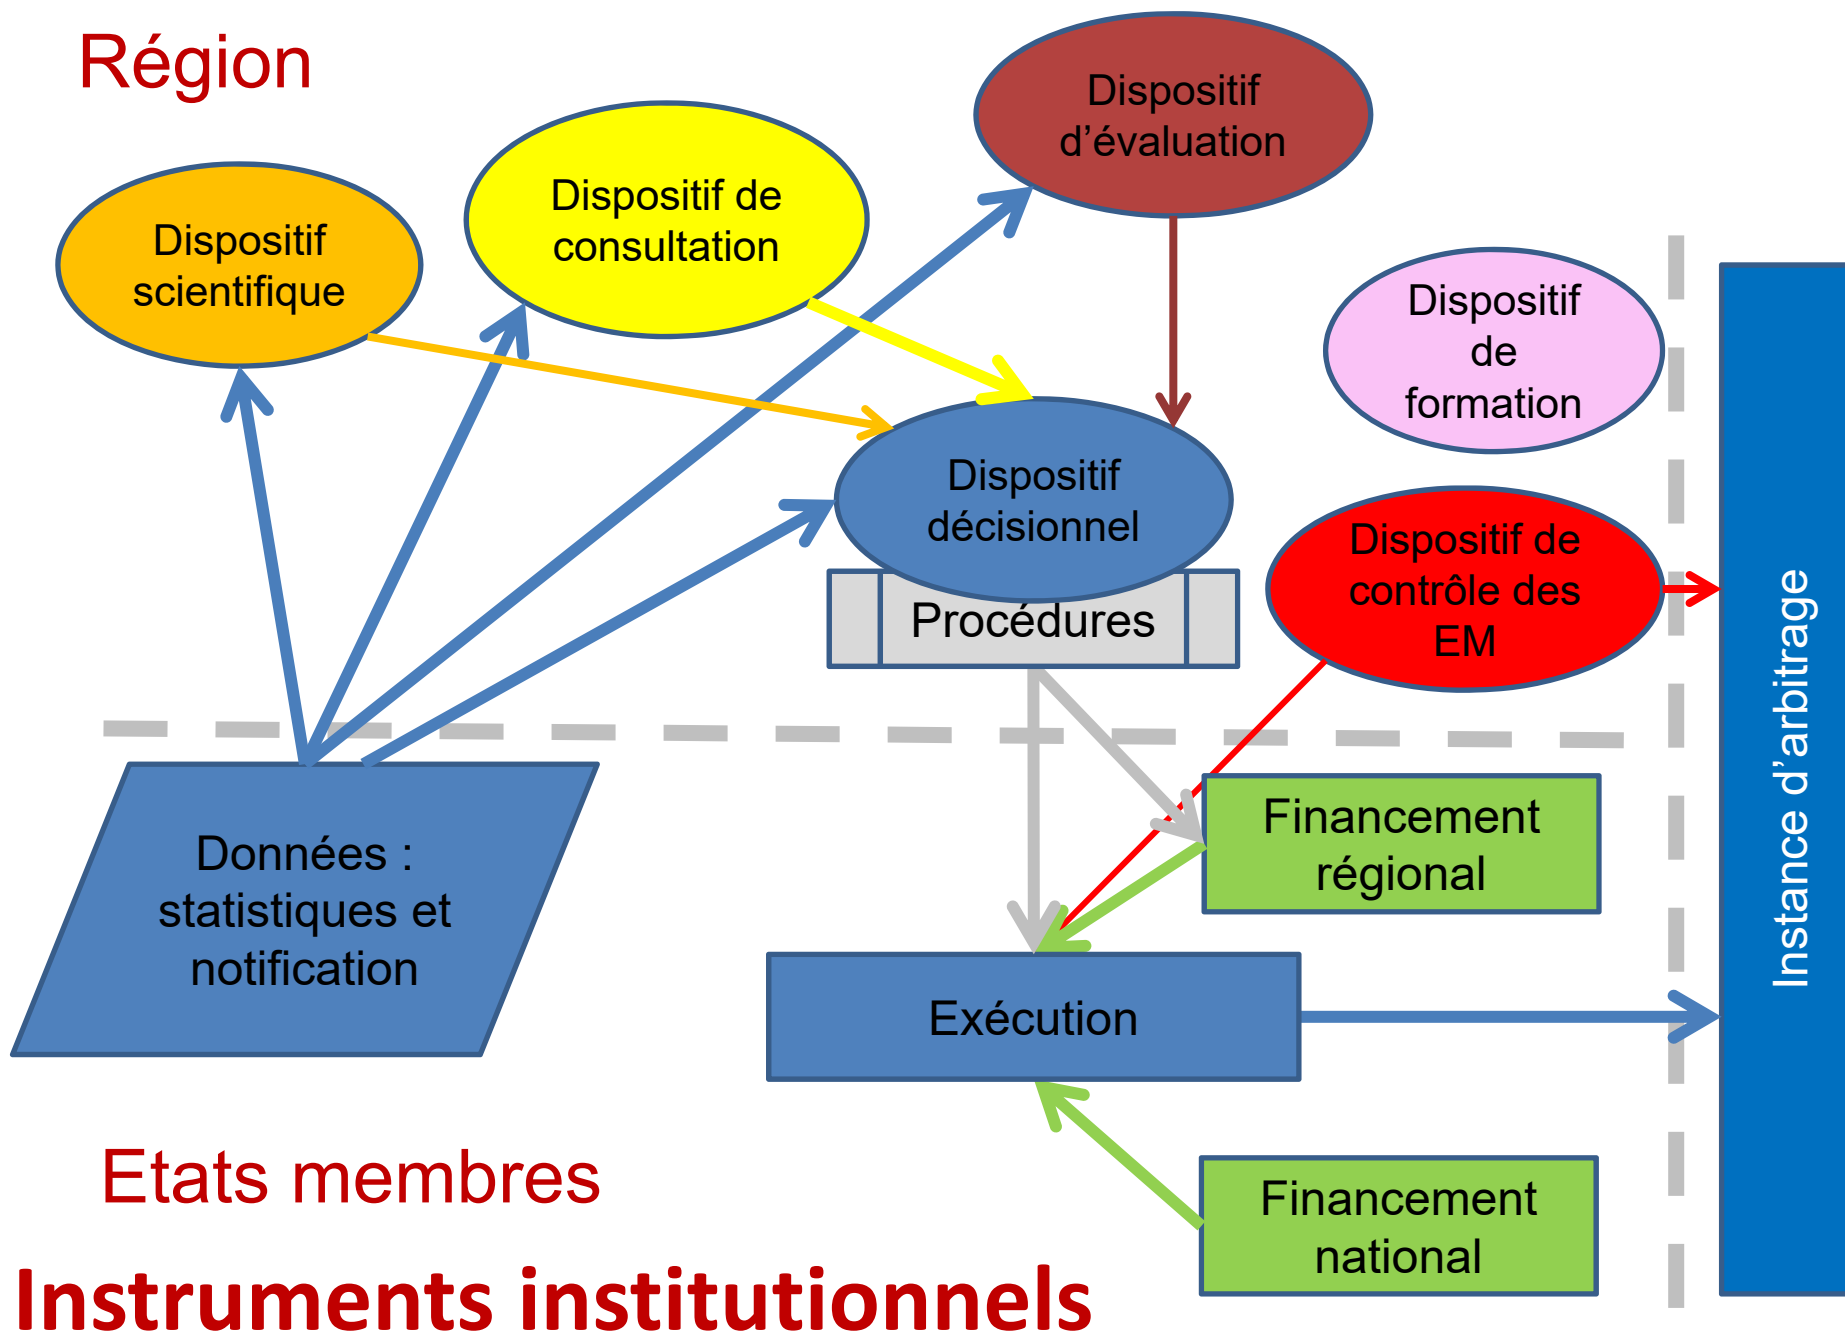 Région
Dispositif
d’évaluation
Dispositif de
consultation
Dispositif
scientifique
Dispositif
de
formation
Dispositif
décisionnel
Procédures
Dispositif de
contrôle des
EM
Instance d’arbitrage
Données :
statistiques et
notification
Financement
régional
Exécution
Financement
national
Etats membres
Instruments institutionnels